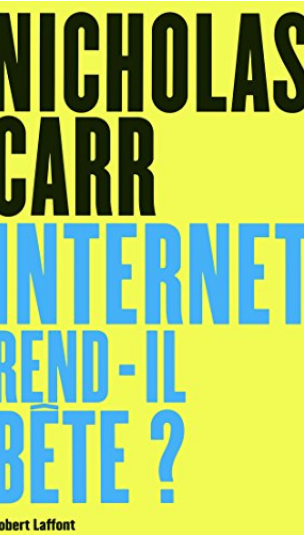 NICHOLAS
CARR
INTERNET
REND-IL
BÊTE ?
obert Laffont